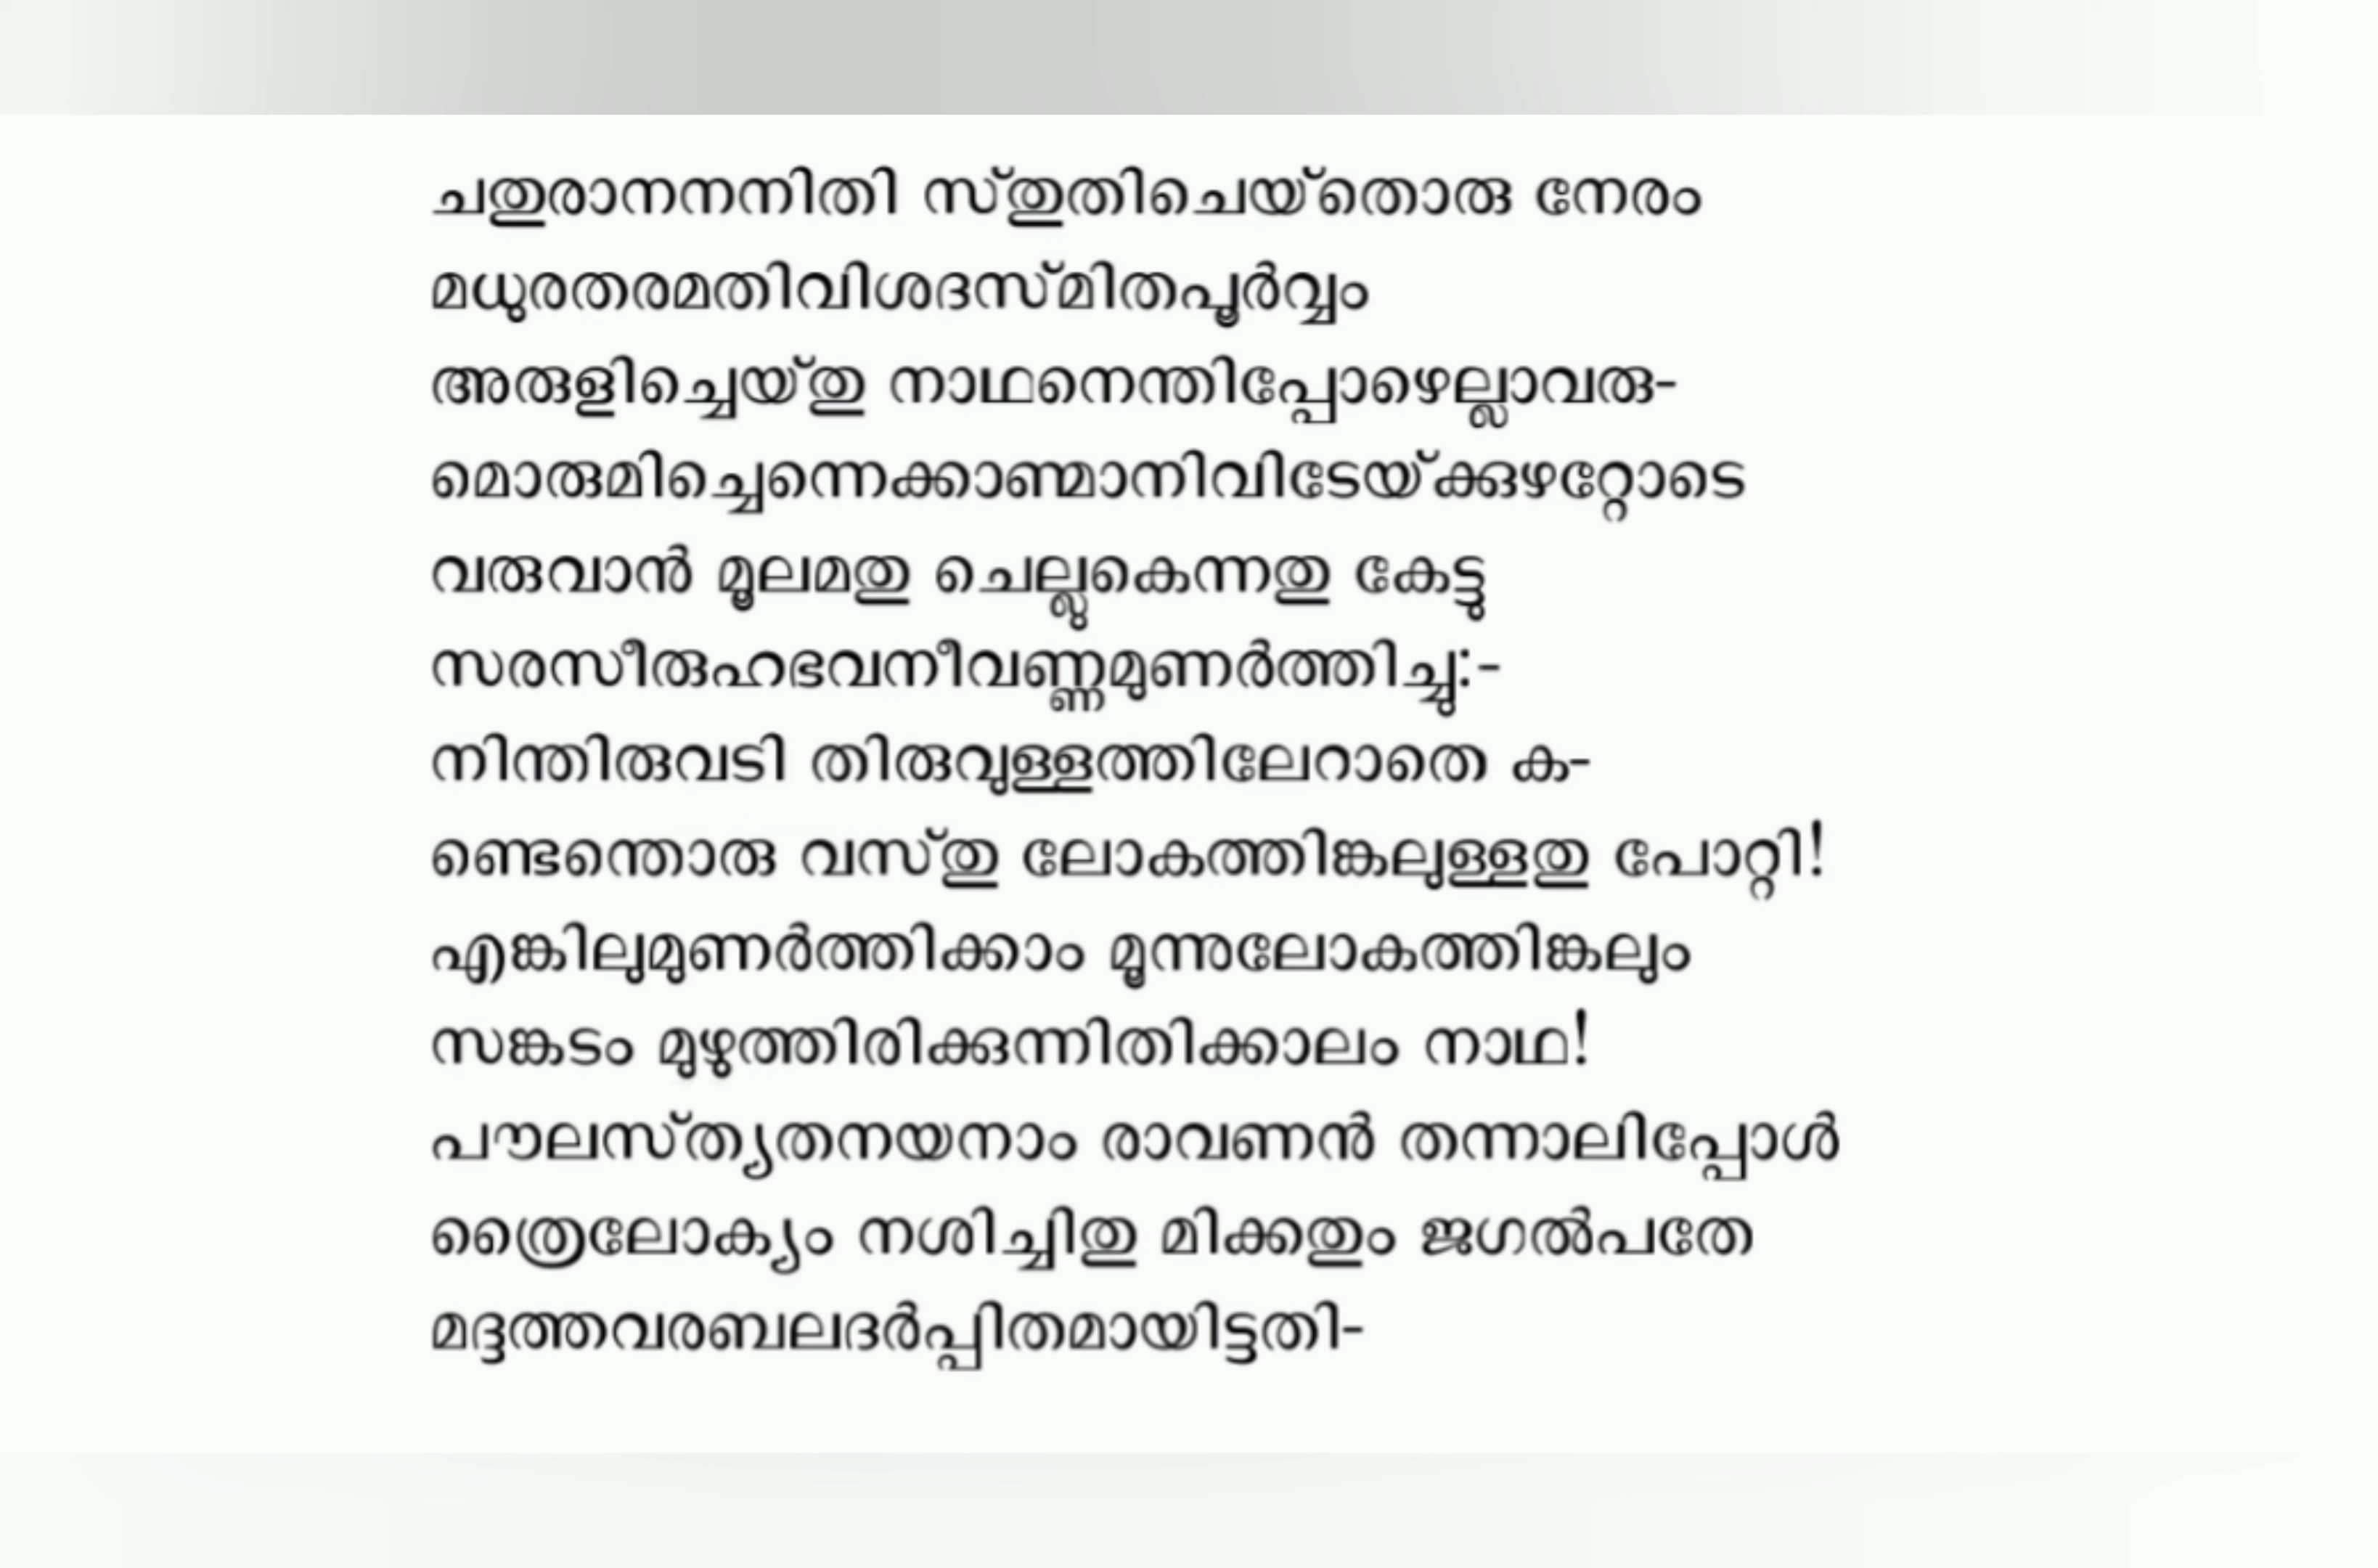 ചതുരാനനനിതി സ്തുതിചെയ്തൊരു നേരം
മധുരതരമതിവിശദസ്മിതപൂർവ്വം
അരുളിച്ചെയ്തു നാഥനെന്തിപ്പോഴെല്ലാവരു-
മൊരുമിച്ചെന്നെക്കാണ്മാനിവിടേയ്ക്കുഴറ്റോടെ
വരുവാൻ മൂലമതു ചെല്ലുകെന്നതു കേട്ടു
സരസീരുഹഭവനീവണ്ണമുണർത്തിച്ചു:-
നിന്തിരുവടി തിരുവുള്ളത്തിലേറാതെ ക-
ണ്ടെന്തൊരു വസ്തു ലോകത്തിങ്കലുള്ളതു പോറ്റി!
എങ്കിലുമുണർത്തിക്കാം മൂന്നുലോകത്തിങ്കലും
സങ്കടം മുഴുത്തിരിക്കുന്നിതിക്കാലം നാഥ!
പൗലസ്ത്യതനയനാം രാവണൻ തന്നാലിപ്പോൾ
ത്രൈലോക്യം നശിച്ചിതു മിക്കതും ജഗൽപതേ
മദ്ദത്തവരബലദർപ്പിതമായിട്ടതി-